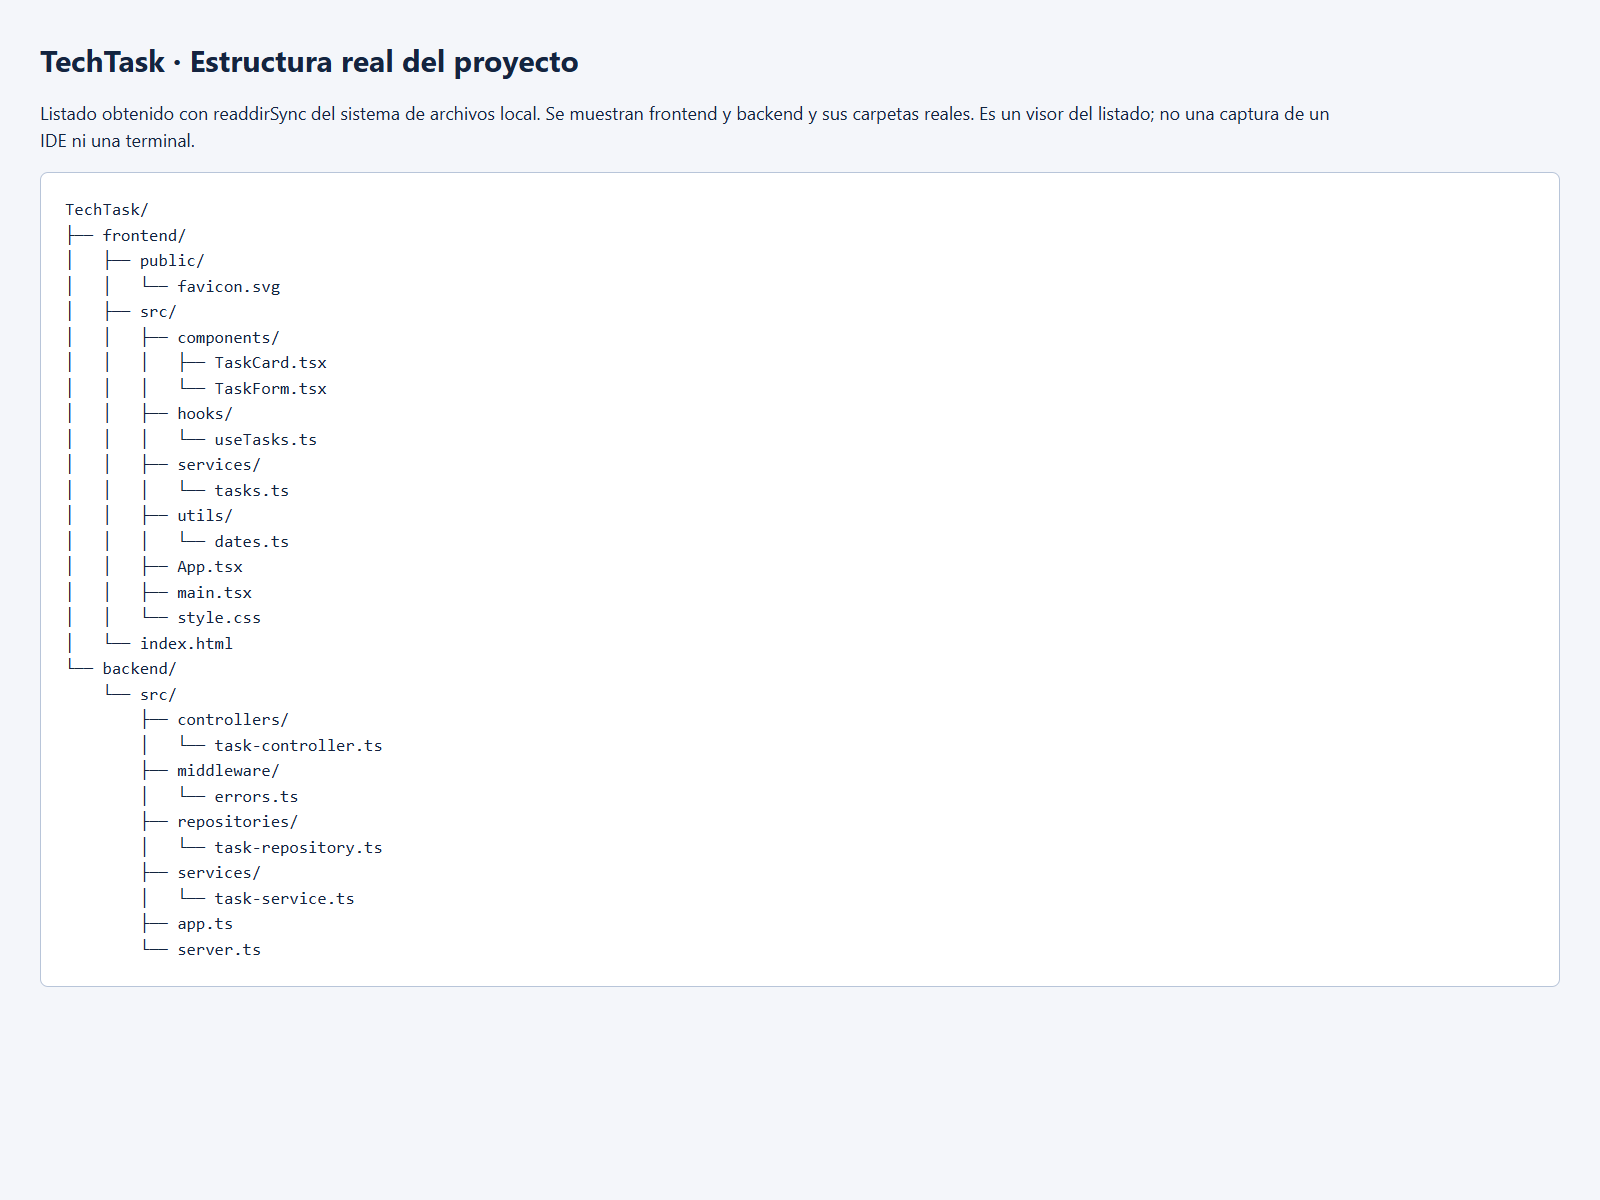 TechTask · Estructura real del proyecto
Listado obtenido con readdirSync del sistema de archivos local. Se muestran frontend y backend y sus carpetas reales. Es un visor del listado; no una captura de un
IDE ni una terminal.
TechTask/
├── frontend/
│   ├── public/
│   │   └── favicon.svg
│   ├── src/
│   │   ├── components/
│   │   │   ├── TaskCard.tsx
│   │   │   └── TaskForm.tsx
│   │   ├── hooks/
│   │   │   └── useTasks.ts
│   │   ├── services/
│   │   │   └── tasks.ts
│   │   ├── utils/
│   │   │   └── dates.ts
│   │   ├── App.tsx
│   │   ├── main.tsx
│   │   └── style.css
│   └── index.html
└── backend/
    └── src/
        ├── controllers/
        │   └── task-controller.ts
        ├── middleware/
        │   └── errors.ts
        ├── repositories/
        │   └── task-repository.ts
        ├── services/
        │   └── task-service.ts
        ├── app.ts
        └── server.ts